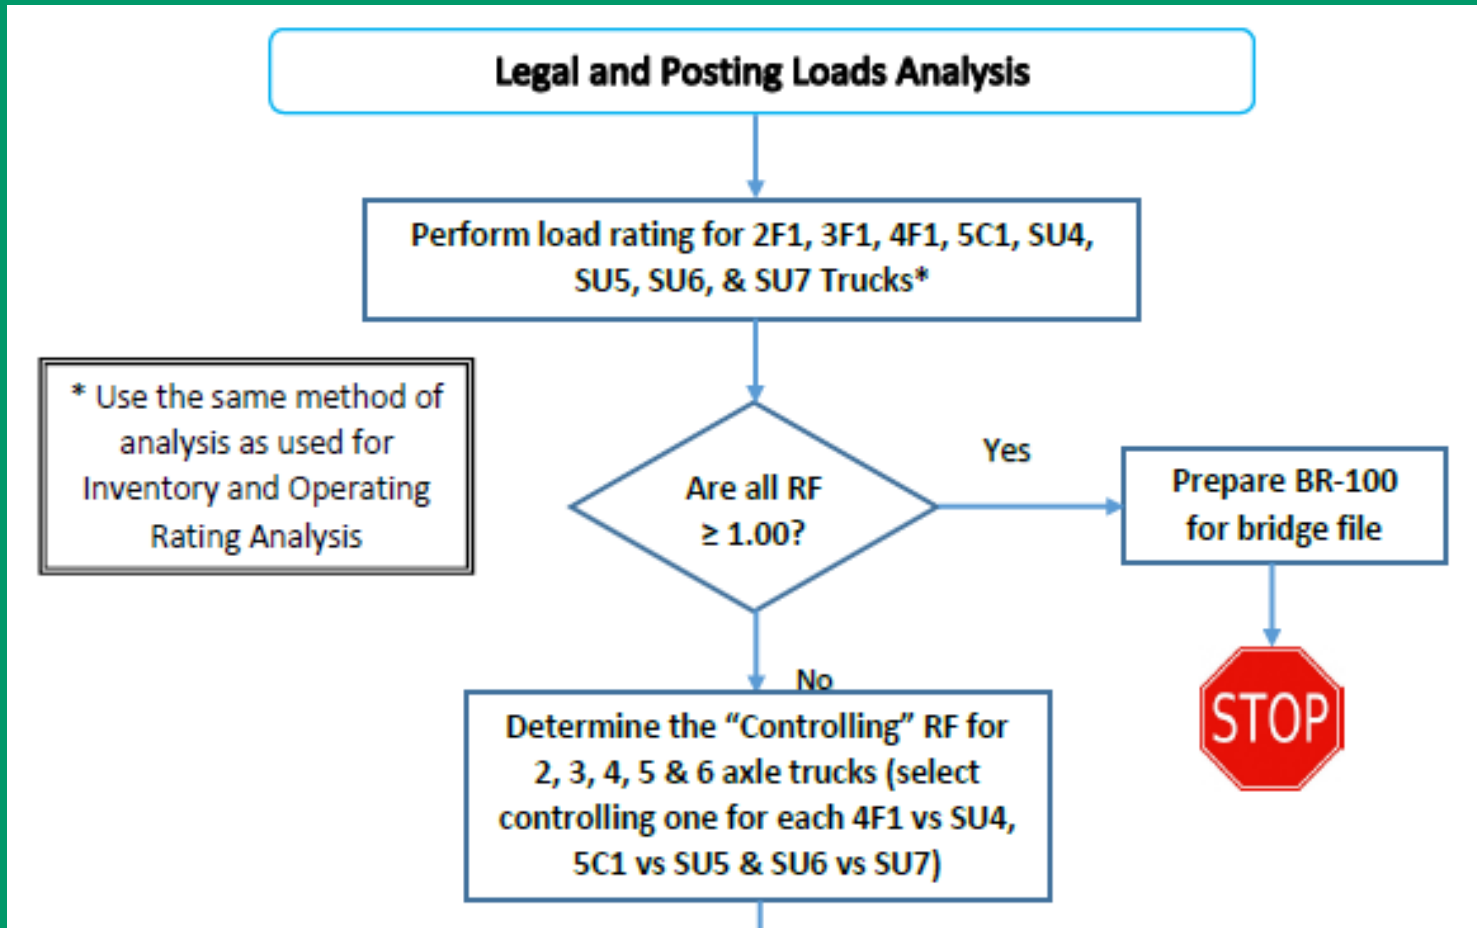 Legal and Posting Loads Analysis
Perform load rating for 2F1, 3F1, 4F1, 5C1, SU4,
SU5, SU6, & SU7 Trucks*
* Use the same method of
analysis as used for
Inventory and Operating
Rating Analysis
Are all RF
≥ 1.00?
Yes
Prepare BR-100
for bridge file
STOP
No
Determine the “Controlling” RF for
2, 3, 4, 5 & 6 axle trucks (select
controlling one for each 4F1 vs SU4,
5C1 vs SU5 & SU6 vs SU7)